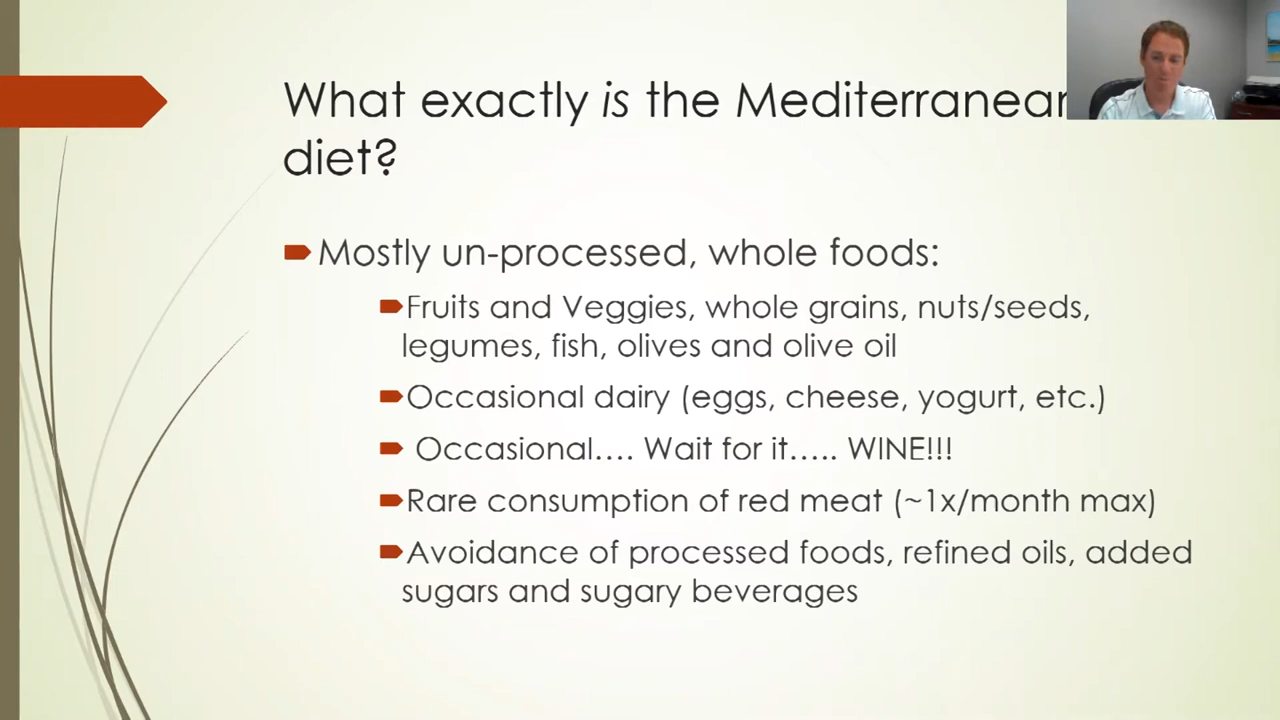 What exactly is the Mediterranean
diet?
Mostly un-processed, whole foods:
Fruits and Veggies, whole grains, nuts/seeds,
legumes, fish, olives and olive oil
Occasional dairy (eggs, cheese, yogurt, etc.)
Occasional.... Wait for it..... WINE!!!
Rare consumption of red meat (~1x/month max)
Avoidance of processed foods, refined oils, added
sugars and sugary beverages